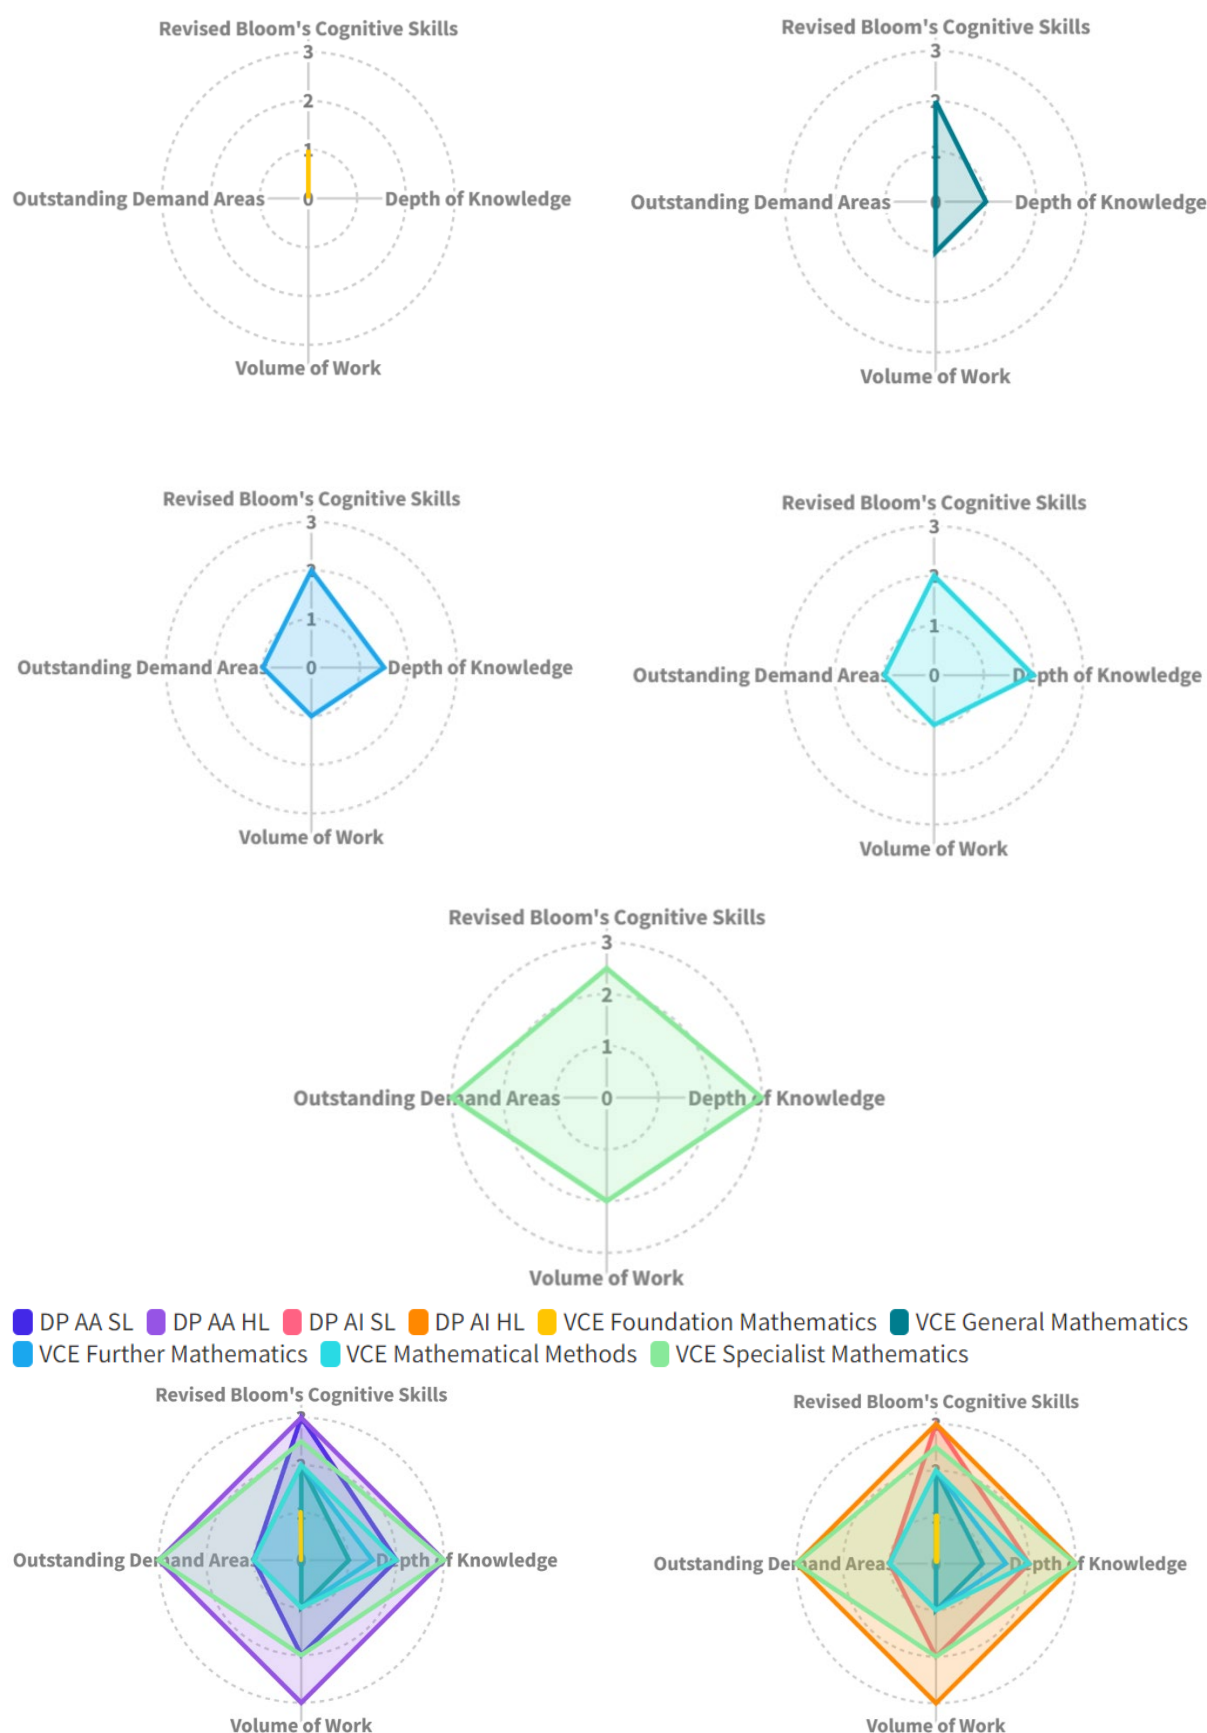 Revised Bloom's Cognitive Skills
3
2
1
Outstanding Demand Areas 0 Depth of Knowledge
Volume of Work
Revised Bloom's Cognitive Skills
3
2
1
Outstanding Demand Areas 0 Depth of Knowledge
Volume of Work
Revised Bloom's Cognitive Skills
3
2
1
Outstanding Demand Areas 0 Depth of Knowledge
Volume of Work
Revised Bloom's Cognitive Skills
3
2
1
Outstanding Demand Areas 0 Depth of Knowledge
Volume of Work
Revised Bloom's Cognitive Skills
3
2
1
Outstanding Demand Areas 0 Depth of Knowledge
Volume of Work
DP AA SL DP AA HL DP AI SL DP AI HL VCE Foundation Mathematics VCE General Mathematics
VCE Further Mathematics VCE Mathematical Methods VCE Specialist Mathematics
Revised Bloom's Cognitive Skills
3
2
Outstanding Demand Areas Depth of Knowledge
Volume of Work
Revised Bloom's Cognitive Skills
3
2
Outstanding Demand Areas Depth of Knowledge
Volume of Work